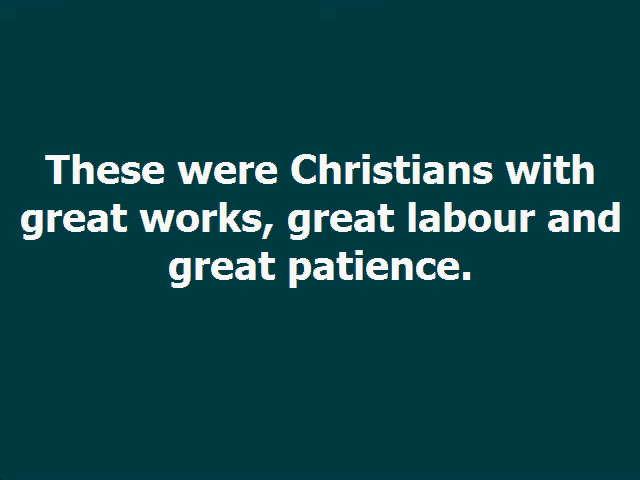 These were Christians with
great works, great labour and
great patience.